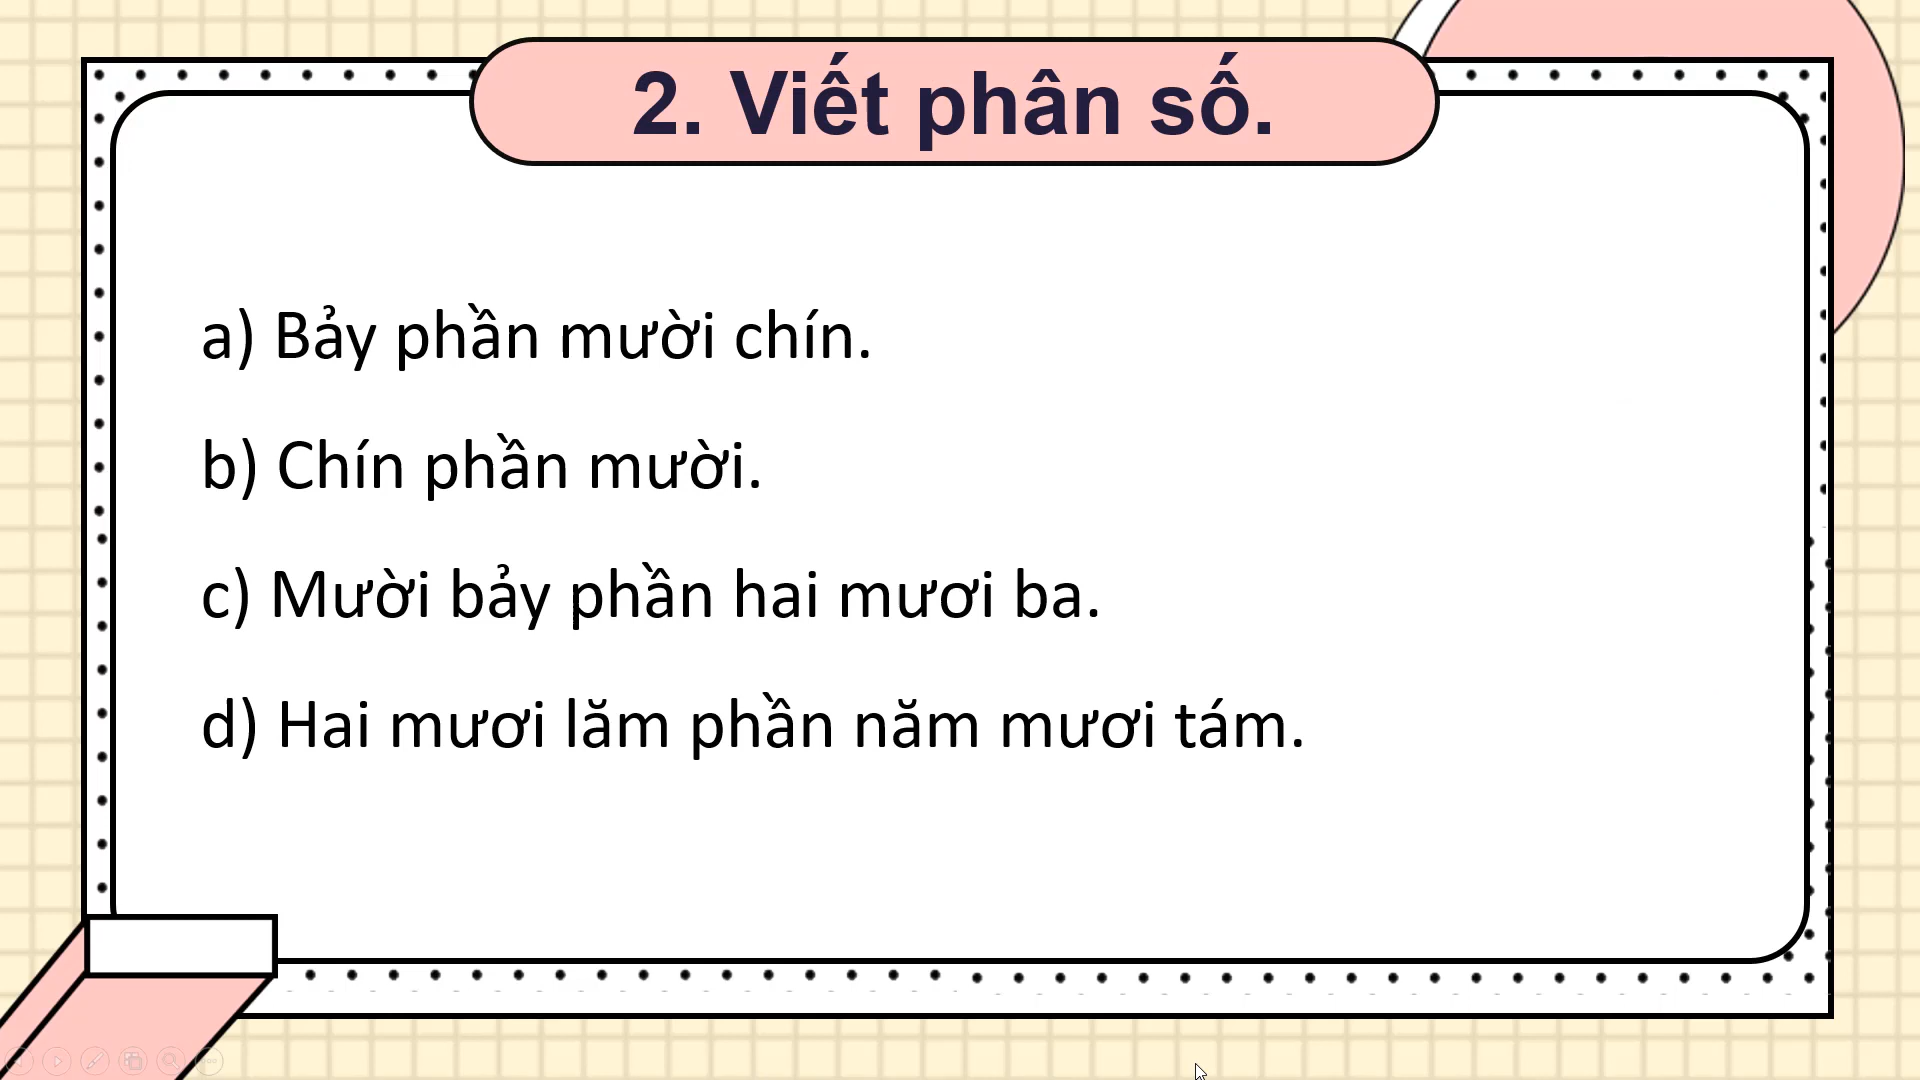 2. Viết phân số.
a) Bảy phần mười chín.
b) Chín phần mười.
c) Mười bảy phần hai mươi ba.
d) Hai mươi lăm phần năm mươi tám.